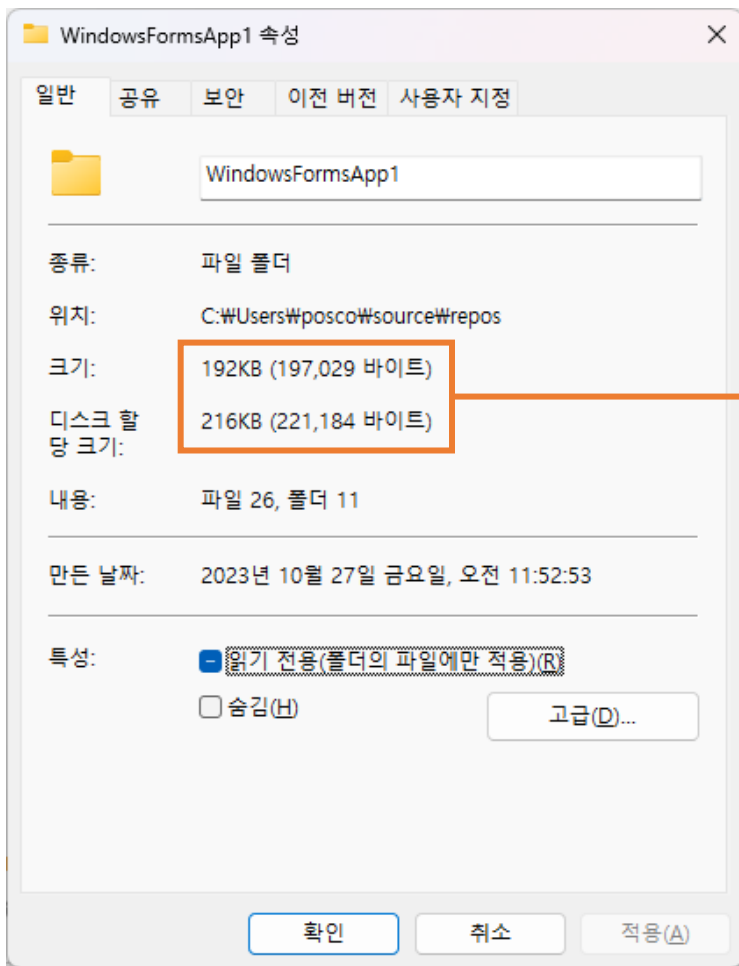 WindowsFormsApp1 속성
일반 공유 보안 이전 버전 사용자 지정
WindowsFormsApp1
종류: 파일 폴더
위치: C:₩Users₩posco₩source₩repos
크기: 192KB (197,029 바이트)
디스크 할
당 크기: 216KB (221,184 바이트)
내용: 파일 26, 폴더 11
만든 날짜: 2023년 10월 27일 금요일, 오전 11:52:53
특성: 읽기 전용(폴더의 파일에만 적용)(R)
숨김(H) 고급(D)...
확인 취소 적용(A)